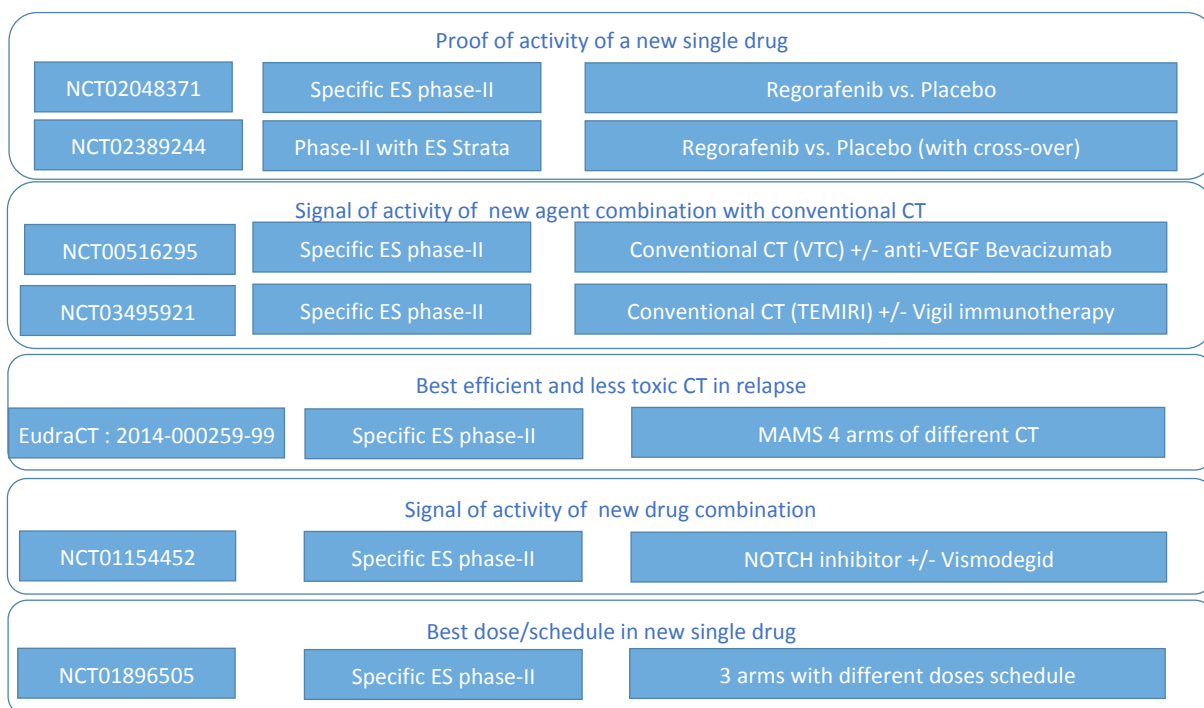 Proof of activity of a new single drug
NCT02048371 Specific ES phase-II Regorafenib vs. Placebo
NCT02389244 Phase-II with ES Strata Regorafenib vs. Placebo (with cross-over)
Signal of activity of new agent combination with conventional CT
NCT00516295 Specific ES phase-II Conventional CT (VTC) +/- anti-VEGF Bevacizumab
NCT03495921 Specific ES phase-II Conventional CT (TEMIRI) +/- Vigil immunotherapy
Best efficient and less toxic CT in relapse
EudraCT : 2014-000259-99 Specific ES phase-II MAMS 4 arms of different CT
Signal of activity of new drug combination
NCT01154452 Specific ES phase-II NOTCH inhibitor +/- Vismodegid
Best dose/schedule in new single drug
NCT01896505 Specific ES phase-II 3 arms with different doses schedule